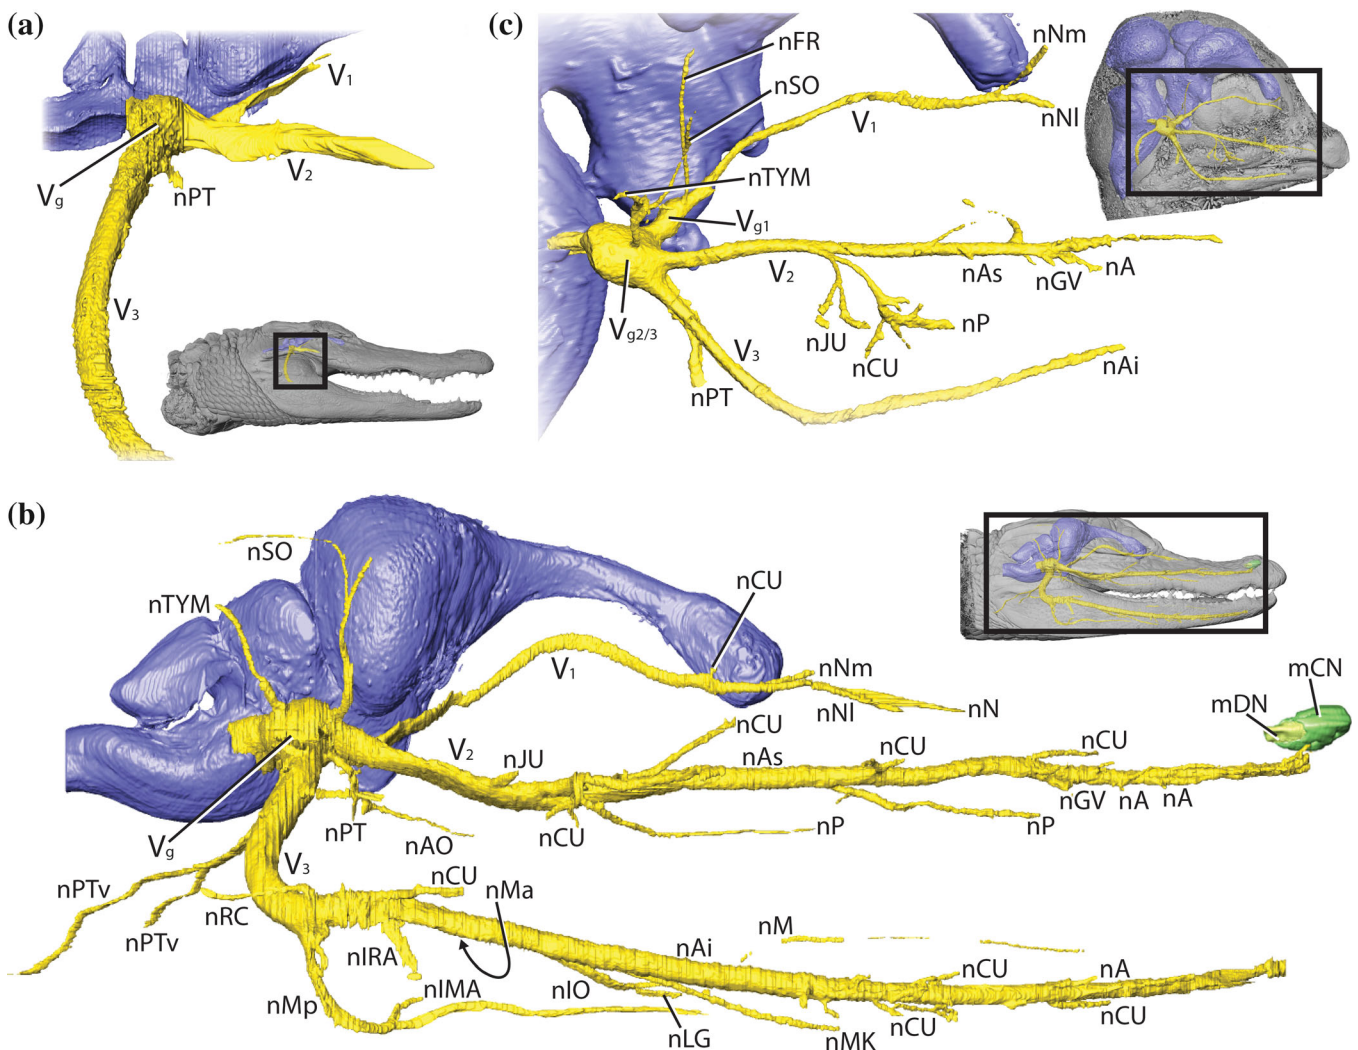 (a)
V1
Vg
V2
nPT
V3
(c)
nFR
nNm
nSO
V1
nNl
nTYM
Vg1
V2
nAs
nGV
nA
Vg2/3
nJU
nP
nCU
V3
nPT
nAi
(b)
nSO
nTYM
nCU
V1
nNm
nNl
nN
mCN
mDN
V2
nCU
nJU
nAs
nCU
nCU
nGV
nA
nA
nPT
nCU
nP
nP
nAO
Vg
V3
nPTv
nCU
nMa
nRC
nPTv
nM
nIRA
nAi
nCU
nA
nMp
nIMA
nIO
nLG
nMK
nCU
nCU